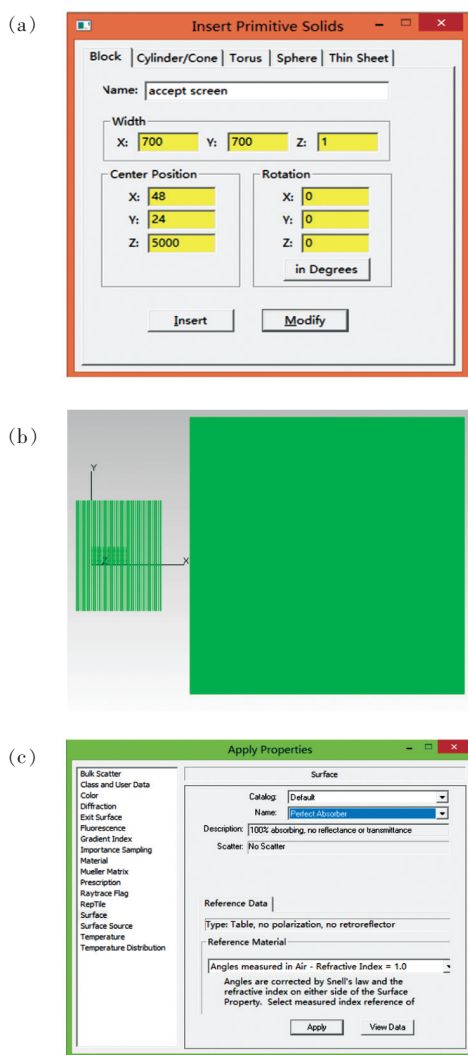 (a)
Insert Primitive Solids
Block Cylinder/Cone Torus Sphere Thin Sheet
Name: accept screen
Width
X: 700 Y: 700 Z: 1
Center Position Rotation
X: 48 X: 0
Y: 24 Y: 0
Z: 5000 Z: 0
in Degrees
Insert Modify
(b)
Y
Z X
(c)
Apply Properties
Bulk Scatter
Class and User Data
Color
Diffraction
Exit Surface
Fluorescence
Gradient Index
Importance Sampling
Material
Mueller Matrix
Prescription
Raytrace Flag
RepTile
Surface
Surface Source
Temperature
Temperature Distribution
Surface
Catalog: Default
Name: Perfect Absorber
Description: 100% absorbing, no reflectance or transmittance
Scatter: No Scatter
Reference Data
Type: Table, no polarization, no retroreflector
Reference Material
Angles measured in Air - Refractive Index = 1.0
Angles are corrected by Snell's law and the
refractive index on either side of the Surface
Property. Select measured index reference of
Apply View Data